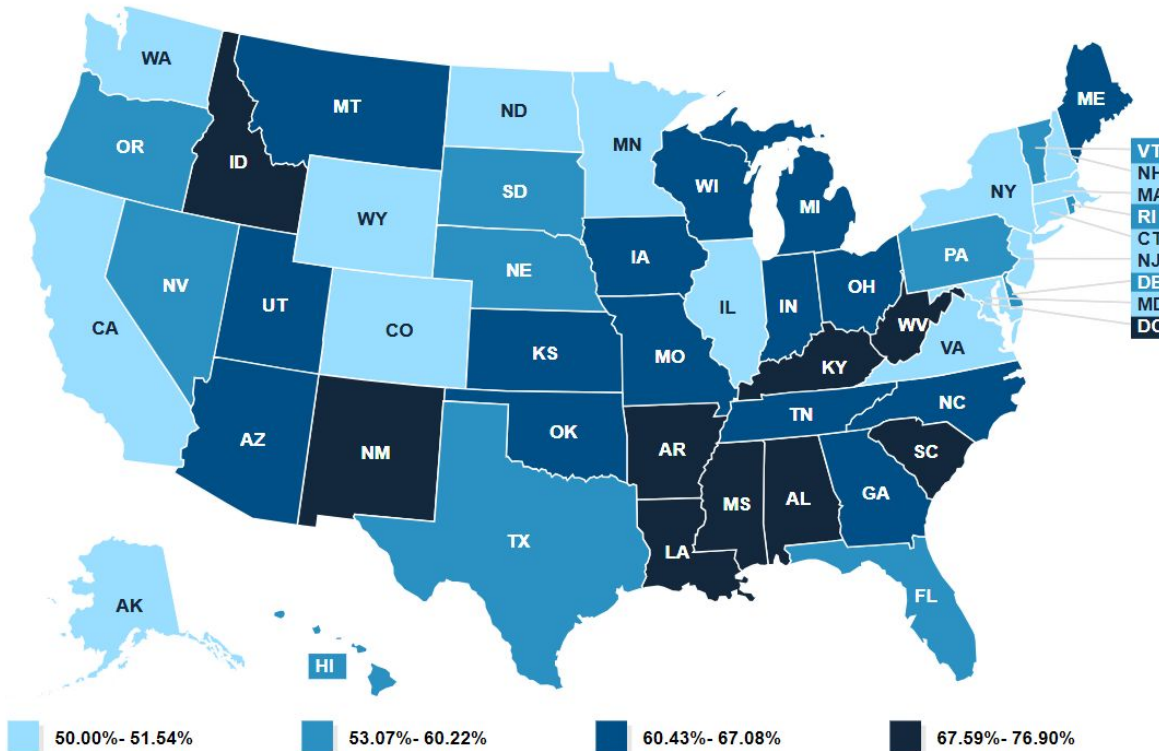 WA
MT
ND
MN
ME
OR
ID
SD
WI
MI
NY
VT
NH
MA
RI
CT
NJ
DE
MD
DC
WY
NE
IA
PA
NV
UT
CO
IL
IN
OH
WV
VA
CA
KS
MO
KY
AZ
NM
OK
TN
NC
AR
SC
MS
AL
GA
TX
LA
FL
AK
HI
50.00%- 51.54%
53.07%- 60.22%
60.43%- 67.08%
67.59%- 76.90%